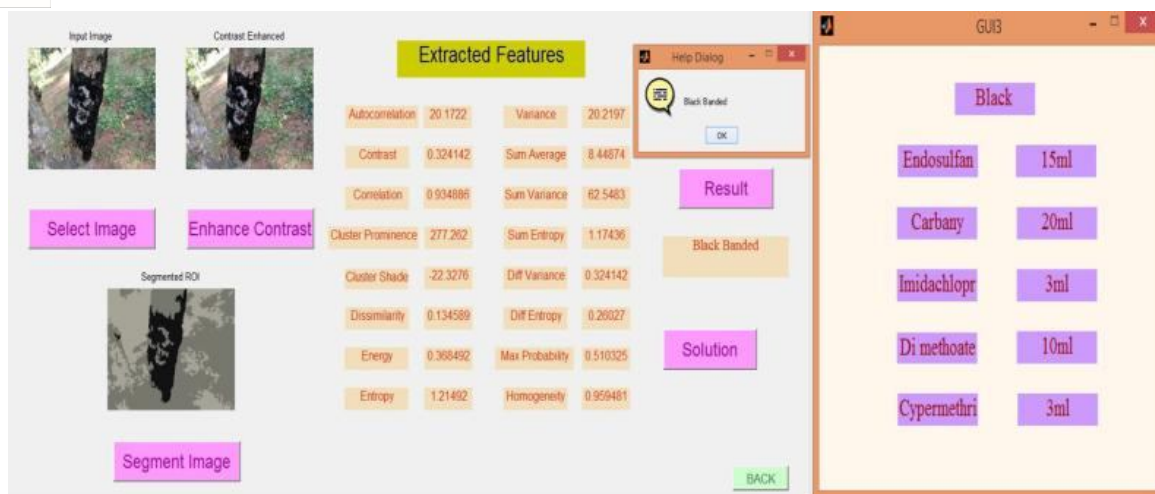 Input Image
Contrast Enhanced
Select Image
Enhance Contrast
Segmented ROI
Segment Image
Extracted Features
Autocorrelation 20.1722 Variance 20.2197
Contrast 0.324142 Sum Average 8.44874
Correlation 0.934886 Sum Variance 62.5483
Cluster Prominence 277.262 Sum Entropy 1.17436
Cluster Shade -22.3276 Diff Variance 0.324142
Dissimilarity 0.134589 Diff Entropy 0.26027
Energy 0.368492 Max Probability 0.510325
Entropy 1.21492 Homogeneity 0.959481
Help Dialog
Black Banded
OK
Result
Black Banded
Solution
BACK
GUI3
Black
Endosulfan 15ml
Carbany 20ml
Imidachlopr 3ml
Di methoate 10ml
Cypermethri 3ml